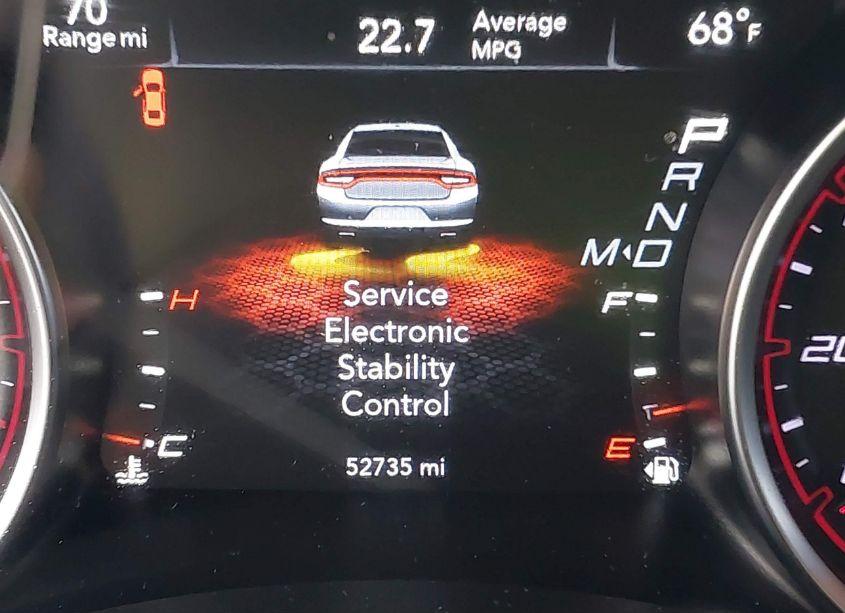 70
Range mi
22.7
Average
MPG
68°F
P
R
N
M D
H
F
Service
Electronic
Stability
Control
C
E
52735 mi